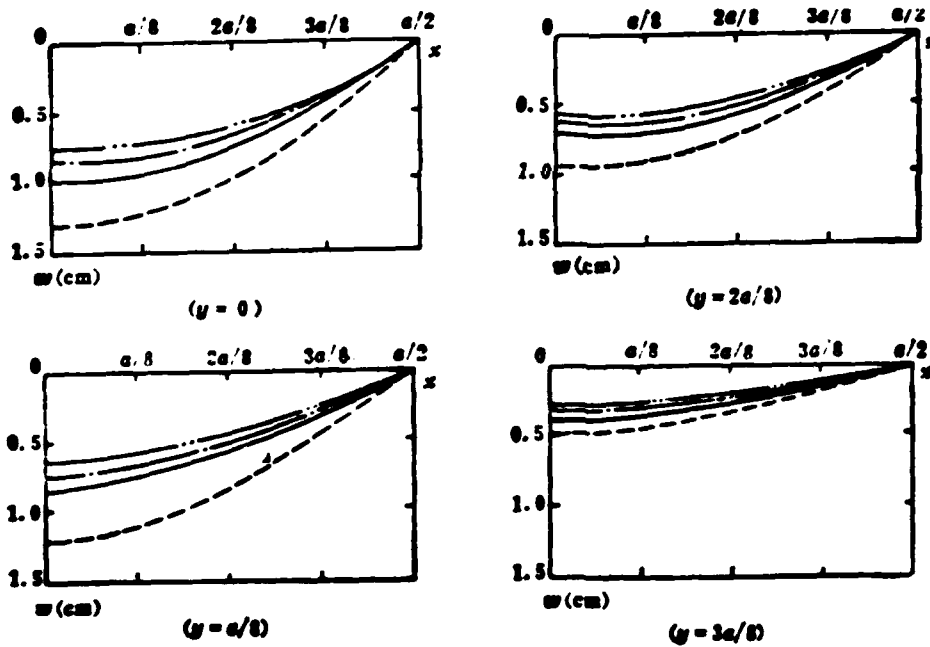 0 a/8 2a/8 3a/8 a/2
x
0.5
1.0
1.5
w(cm)
(y = 0)
0 a/8 2a/8 3a/8 a/2
x
0.5
1.0
1.5
w(cm)
(y = 2a/8)
0 a/8 2a/8 3a/8 a/2
x
0.5
1.0
1.5
w(cm)
(y = a/8)
0 a/8 2a/8 3a/8 a/2
x
0.5
1.0
1.5
w(cm)
(y = 3a/8)